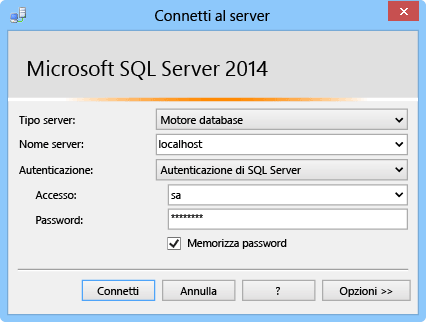 Connetti al server
Microsoft SQL Server 2014
Tipo server: Motore database
Nome server: localhost
Autenticazione: Autenticazione di SQL Server
Accesso: sa
Password: ********
Memorizza password
Connetti Annulla ? Opzioni >>